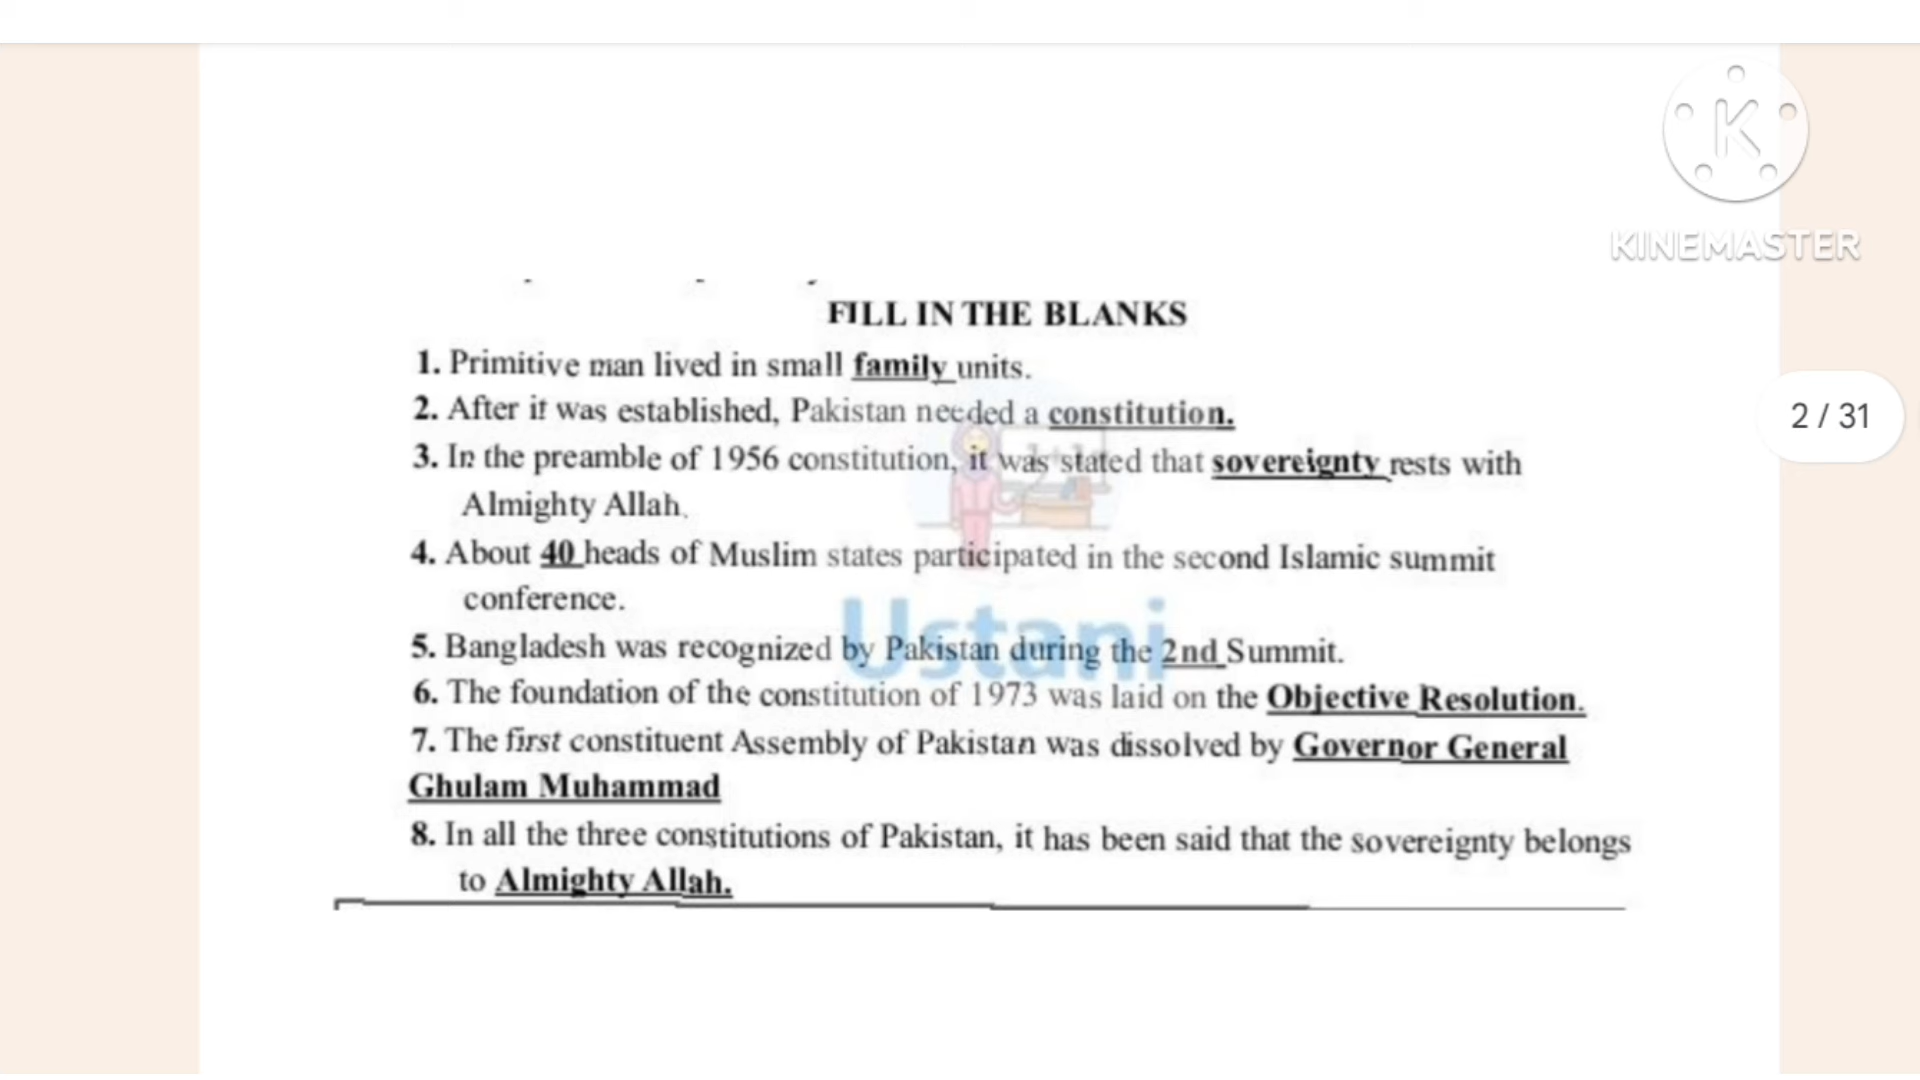 K
KINEMASTER
FILL IN THE BLANKS
1. Primitive man lived in small family units.
2. After it was established, Pakistan needed a constitution.
2 / 31
3. In the preamble of 1956 constitution, it was stated that sovereignty rests with
Almighty Allah.
4. About 40 heads of Muslim states participated in the second Islamic summit
conference.
Ustani
5. Bangladesh was recognized by Pakistan during the 2nd Summit.
6. The foundation of the constitution of 1973 was laid on the Objective Resolution.
7. The first constituent Assembly of Pakistan was dissolved by Governor General
Ghulam Muhammad
8. In all the three constitutions of Pakistan, it has been said that the sovereignty belongs
to Almighty Allah.